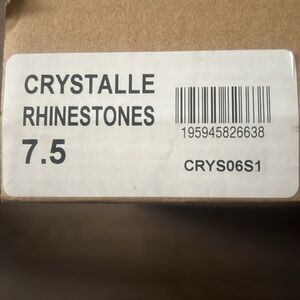 CRYSTALLE
RHINESTONES
7.5
195945826638
CRYS06S1